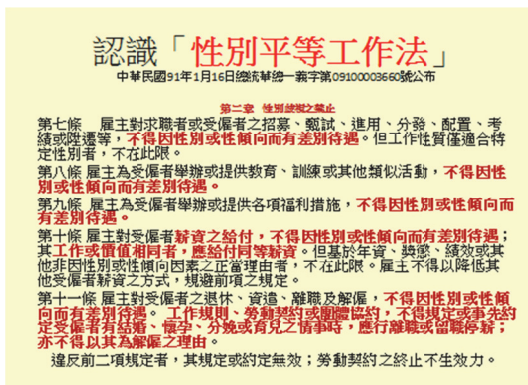 認識「性別平等工作法」
中華民國91年1月16日總統華總一義字第09100003660號公布
第二章 性別歧視之禁止
第七條 雇主對求職者或受僱者之招募、甄試、進用、分發、配置、考
績或陞遷等，不得因性別或性傾向而有差別待遇。但工作性質僅適合特
定性別者，不在此限。
第八條 雇主為受僱者舉辦或提供教育、訓練或其他類似活動，不得因性
別或性傾向而有差別待遇。
第九條 雇主為受僱者舉辦或提供各項福利措施，不得因性別或性傾向而
有差別待遇。
第十條 雇主對受僱者薪資之給付，不得因性別或性傾向而有差別待遇；
其工作或價值相同者，應給付同等薪資。但基於年資、獎懲、績效或其
他非因性別或性傾向因素之正當理由者，不在此限。雇主不得以降低其
他受僱者薪資之方式，規避前項之規定。
第十一條 雇主對受僱者之退休、資遣、離職及解僱，不得因性別或性傾
向而有差別待遇。 工作規則、勞動契約或團體協約，不得規定或事先約
定受僱者有結婚、懷孕、分娩或育兒之情事時，應行離職或留職停薪；
亦不得以其為解僱之理由。
違反前二項規定者，其規定或約定無效；勞動契約之終止不生效力。